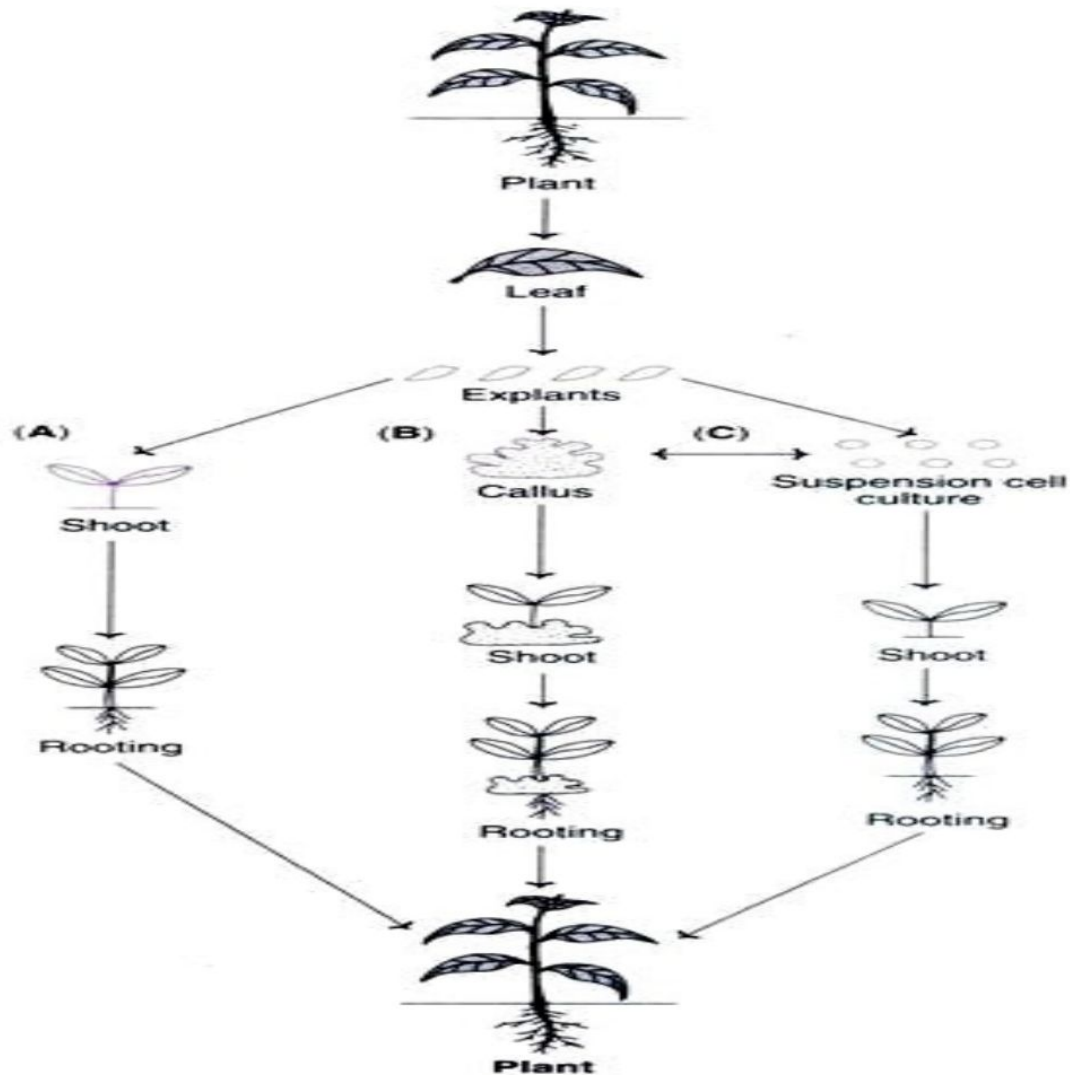 Plant
Leaf
Explants
(A)
(B)
(C)
Callus
Suspension cell
culture
Shoot
Shoot
Shoot
Rooting
Rooting
Rooting
Plant